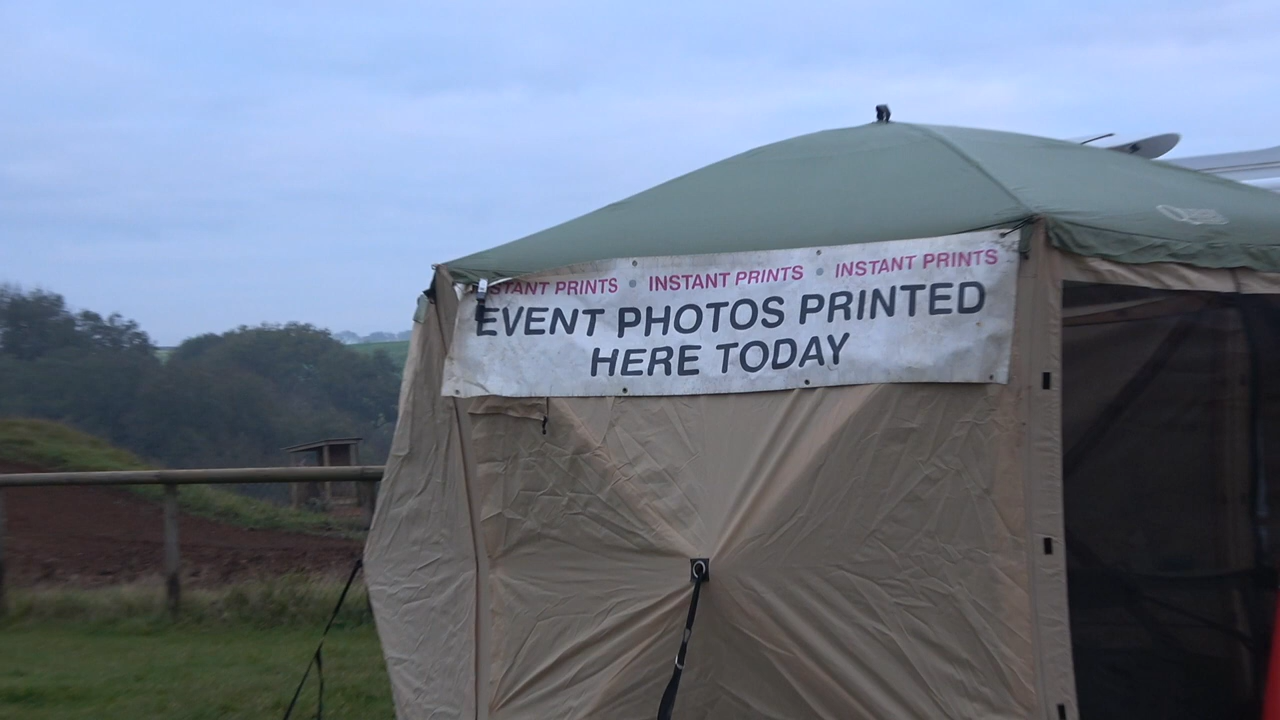 INSTANT PRINTS • INSTANT PRINTS • INSTANT PRINTS
EVENT PHOTOS PRINTED
HERE TODAY